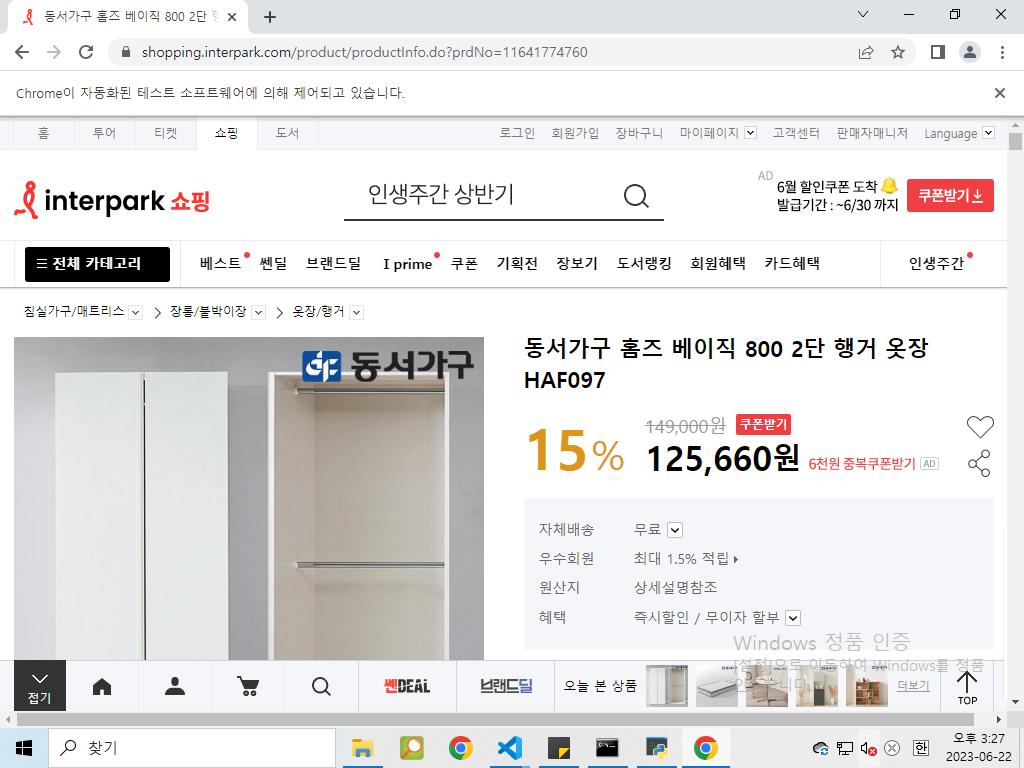 동서가구 홈즈 베이직 800 2단 행
shopping.interpark.com/product/productInfo.do?prdNo=11641774760
Chrome이 자동화된 테스트 소프트웨어에 의해 제어되고 있습니다.
홈 투어 티켓 쇼핑 도서 로그인 회원가입 장바구니 마이페이지 고객센터 판매자매니저 Language
interpark 쇼핑
인생주간 상반기
AD
6월 할인쿠폰 도착
발급기간 : ~6/30 까지
쿠폰받기
전체 카테고리 베스트 쎈딜 브랜드딜 I prime 쿠폰 기획전 장보기 도서랭킹 회원혜택 카드혜택 인생주간
침실가구/매트리스 장롱/붙박이장 옷장/행거
동서가구
동서가구 홈즈 베이직 800 2단 행거 옷장
HAF097
15%
149,000원 쿠폰받기
125,660원 6천원 중복쿠폰받기 AD
자체배송 무료
우수회원 최대 1.5% 적립
원산지 상세설명참조
혜택 즉시할인 / 무이자 할부
Windows 정품 인증
[설정]으로 이동하여 Windows를 정품
접기
쎈DEAL
브랜드딜
오늘 본 상품
더보기
TOP
찾기
한
오후 3:27
2023-06-22